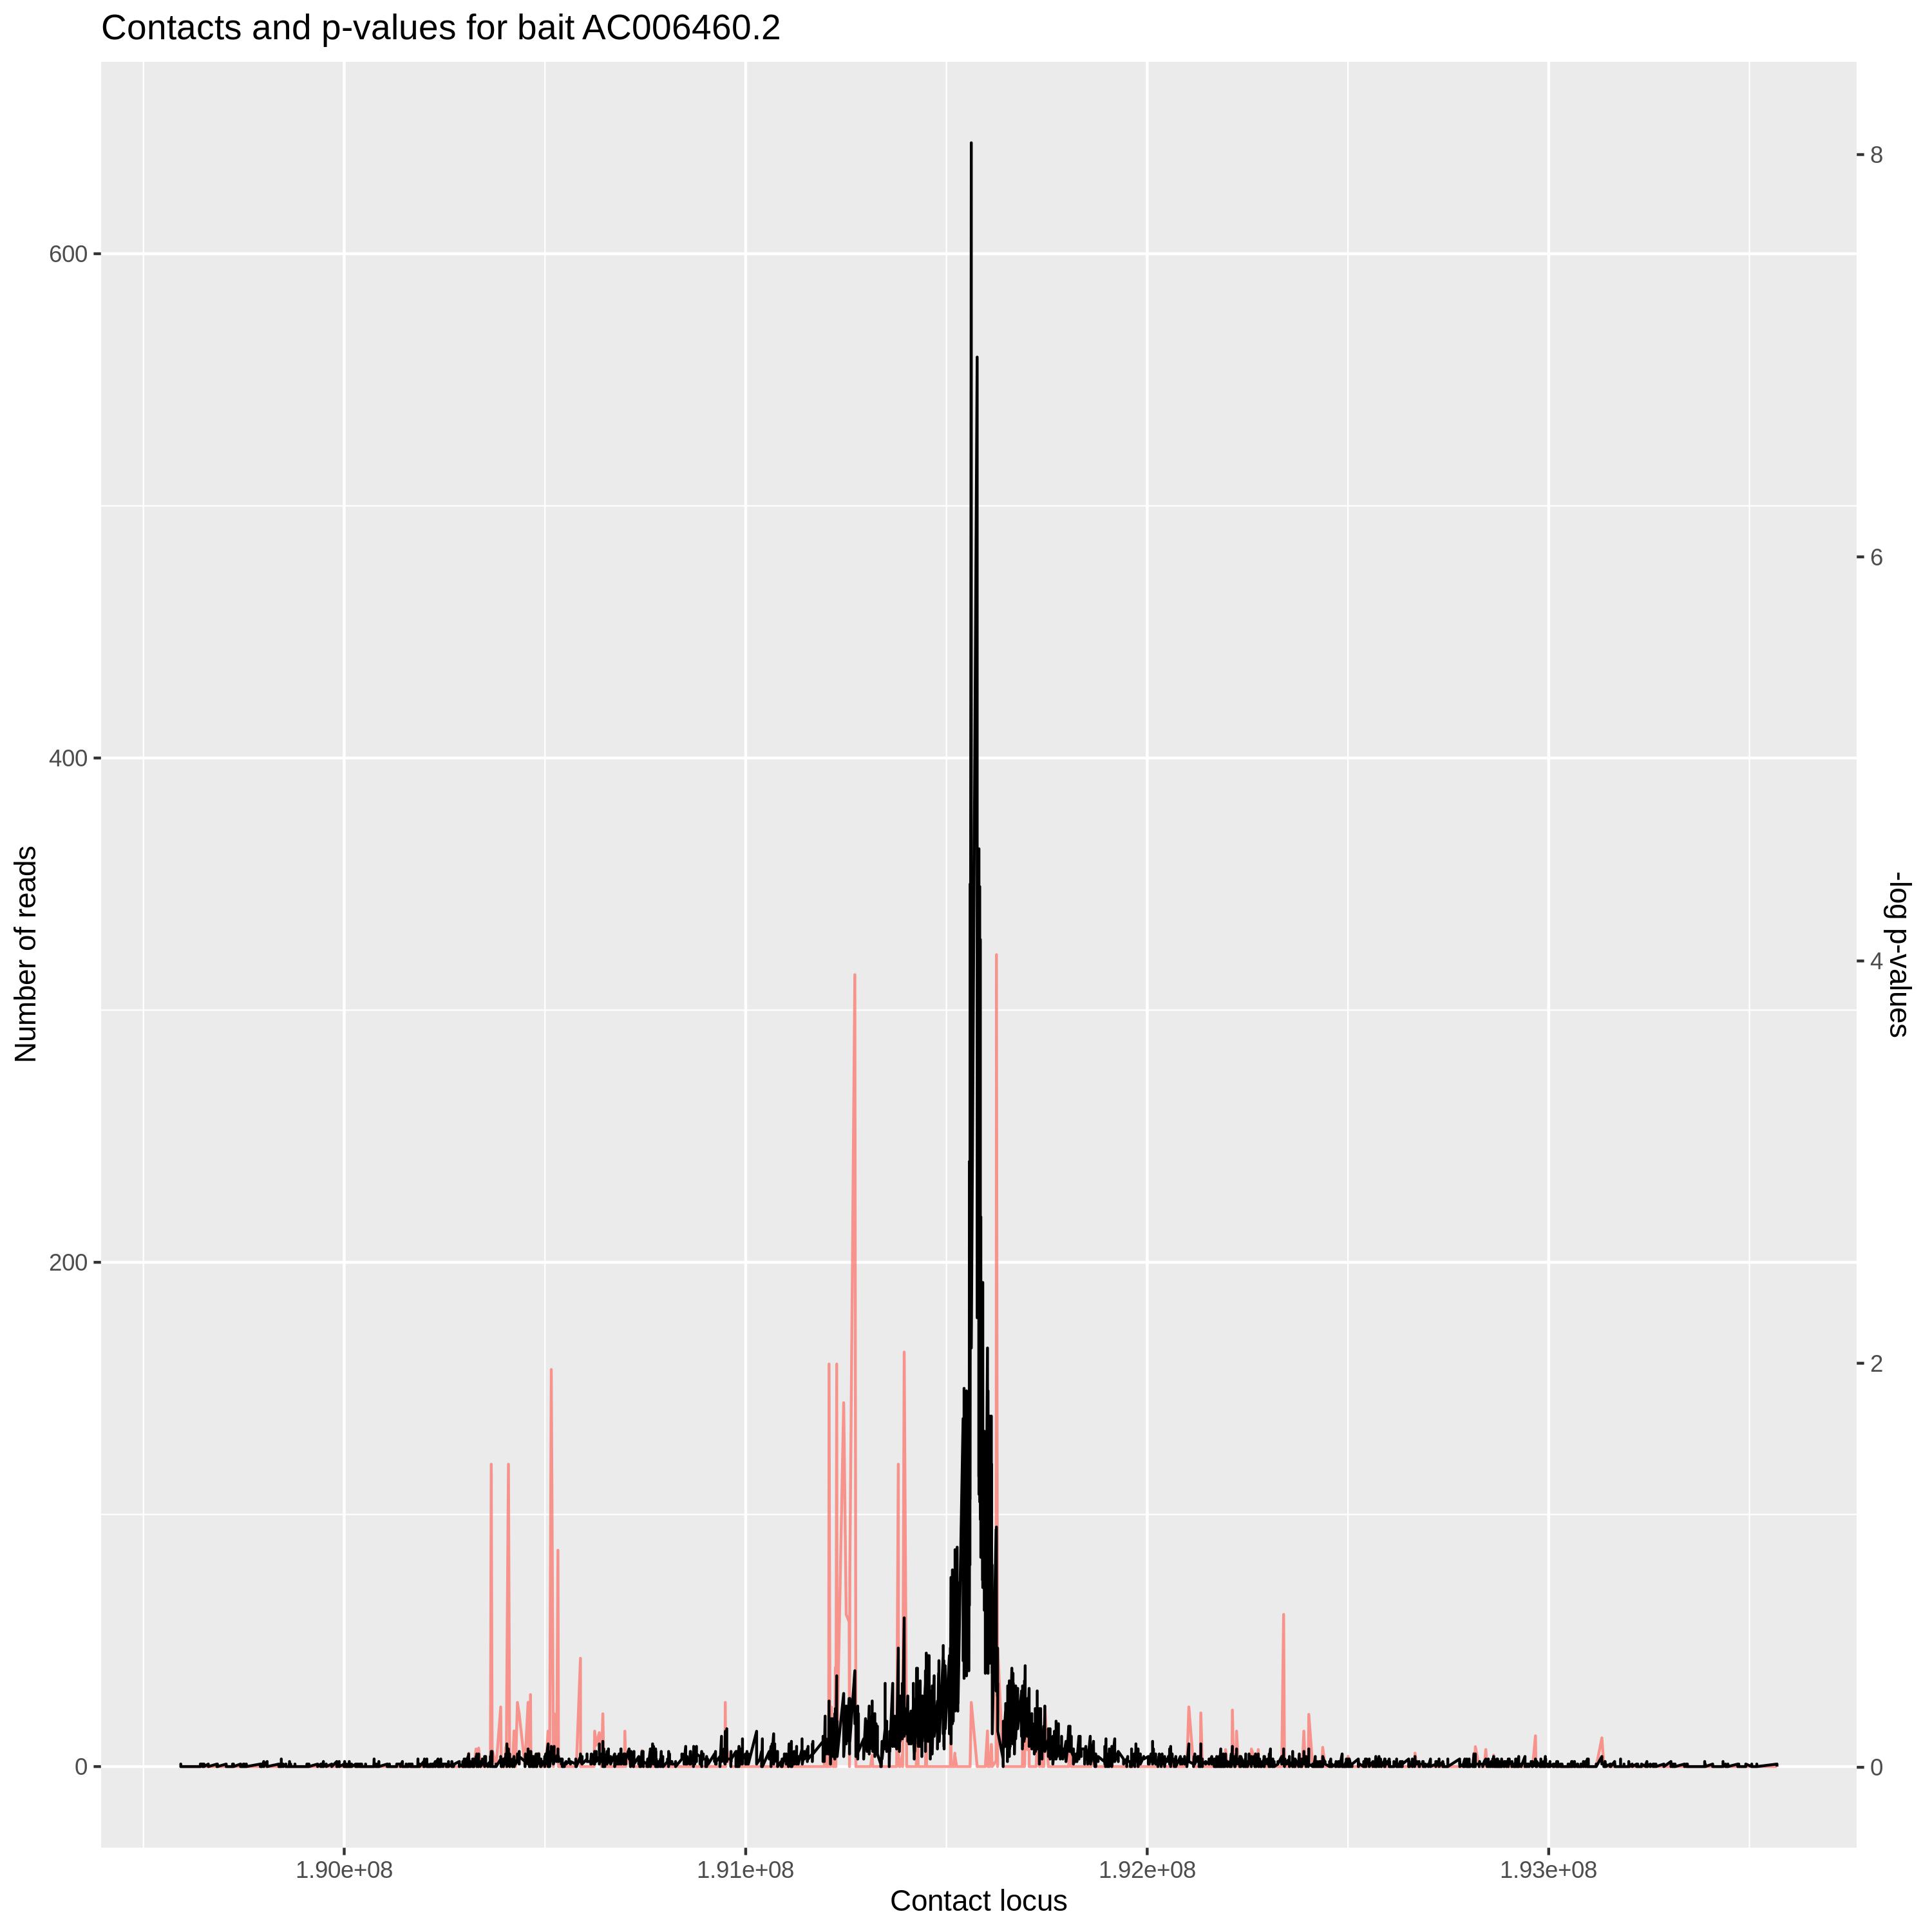 Contacts and p-values for bait AC006460.2
600
400
200
0
Number of reads
8
6
4
2
0
-log p-values
1.90e+08
1.91e+08
1.92e+08
1.93e+08
Contact locus